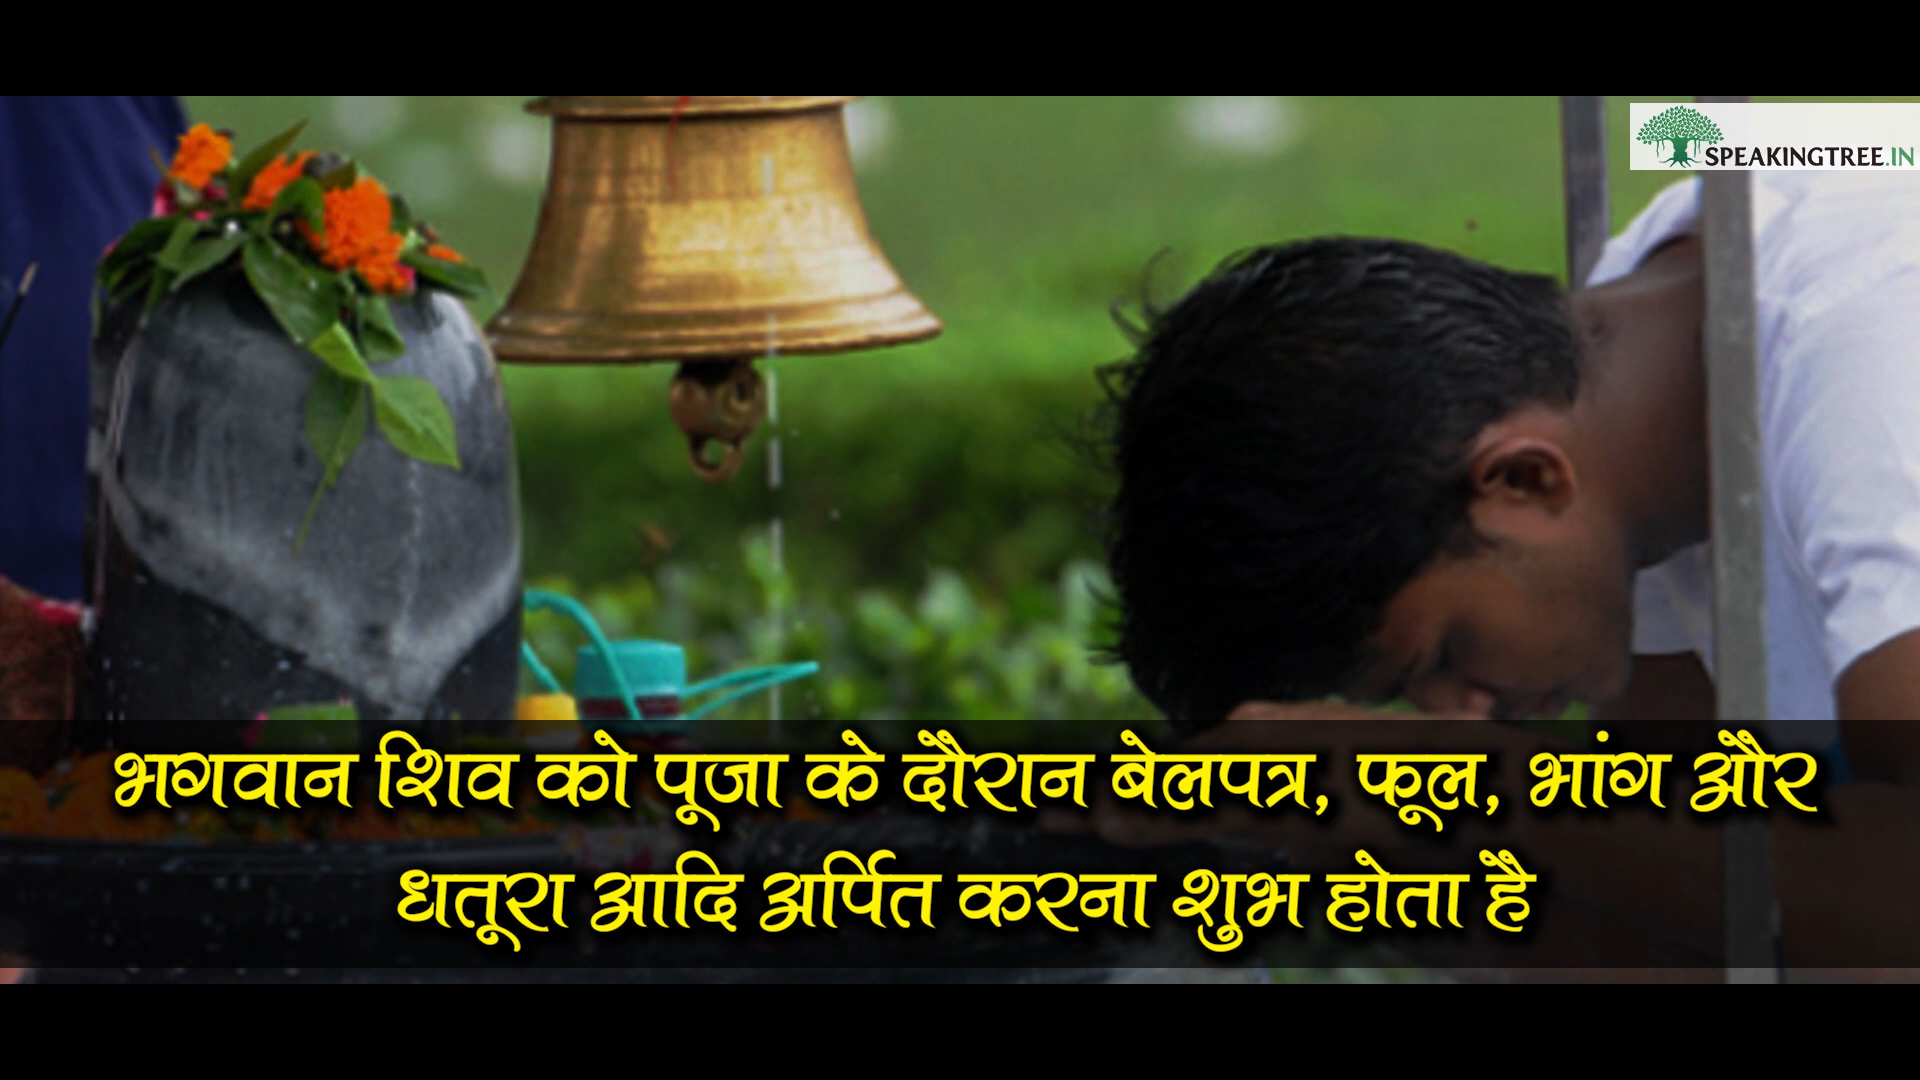 SPEAKINGTREE.IN
भगवान शिव को पूजा के दौरान बेलपत्र, फूल, भांग और
धतूरा आदि अर्पित करना शुभ होता है